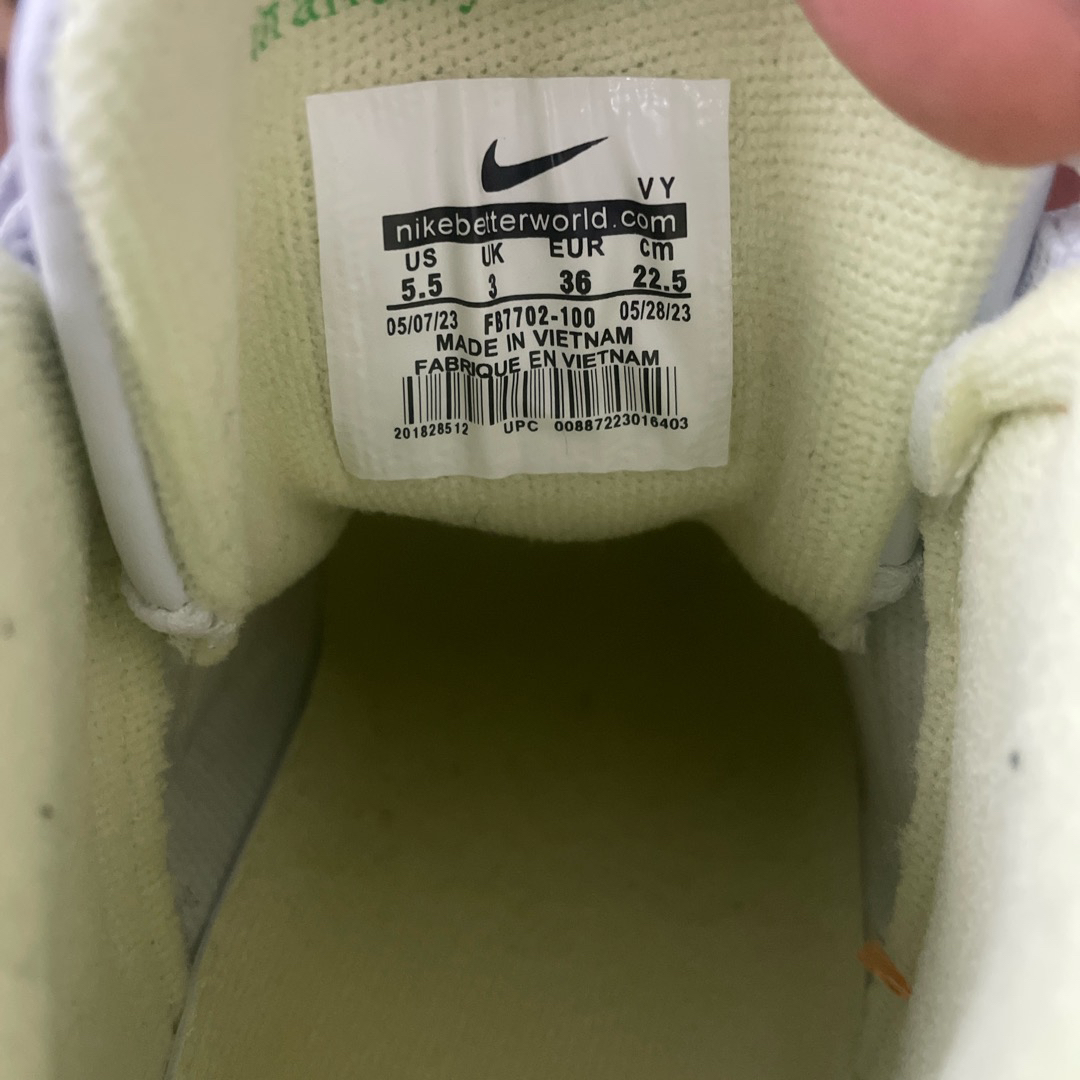 VY
nikebetterworld.com
US UK EUR cm
5.5 3 36 22.5
05/07/23 FB7702-100 05/28/23
MADE IN VIETNAM
FABRIQUE EN VIETNAM
201828512 UPC 00887223016403